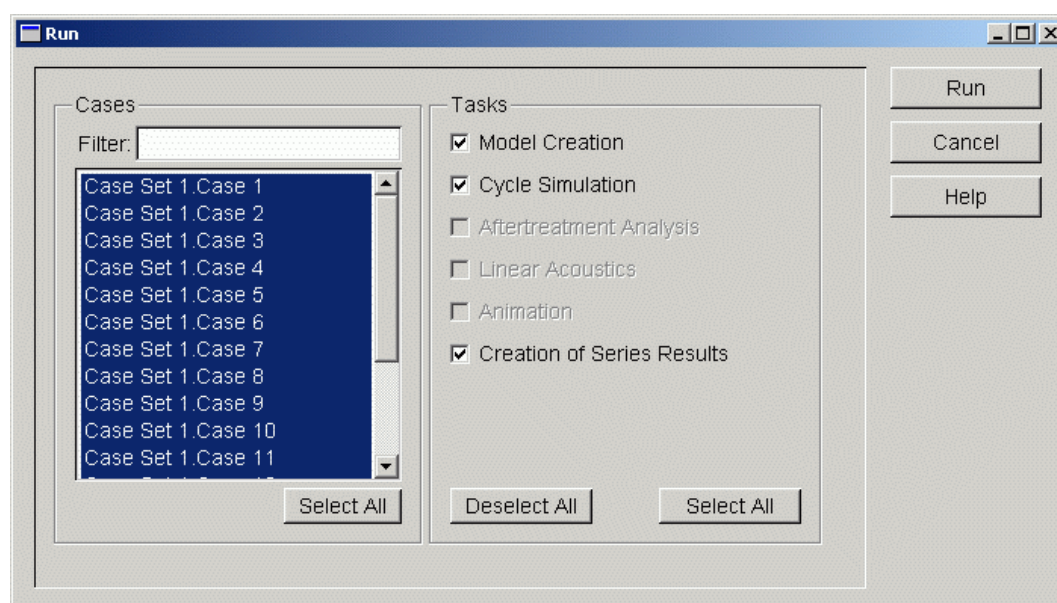 Run
Cases
Filter:
Case Set 1.Case 1
Case Set 1.Case 2
Case Set 1.Case 3
Case Set 1.Case 4
Case Set 1.Case 5
Case Set 1.Case 6
Case Set 1.Case 7
Case Set 1.Case 8
Case Set 1.Case 9
Case Set 1.Case 10
Case Set 1.Case 11
Select All
Tasks
Model Creation
Cycle Simulation
Aftertreatment Analysis
Linear Acoustics
Animation
Creation of Series Results
Deselect All
Select All
Run
Cancel
Help